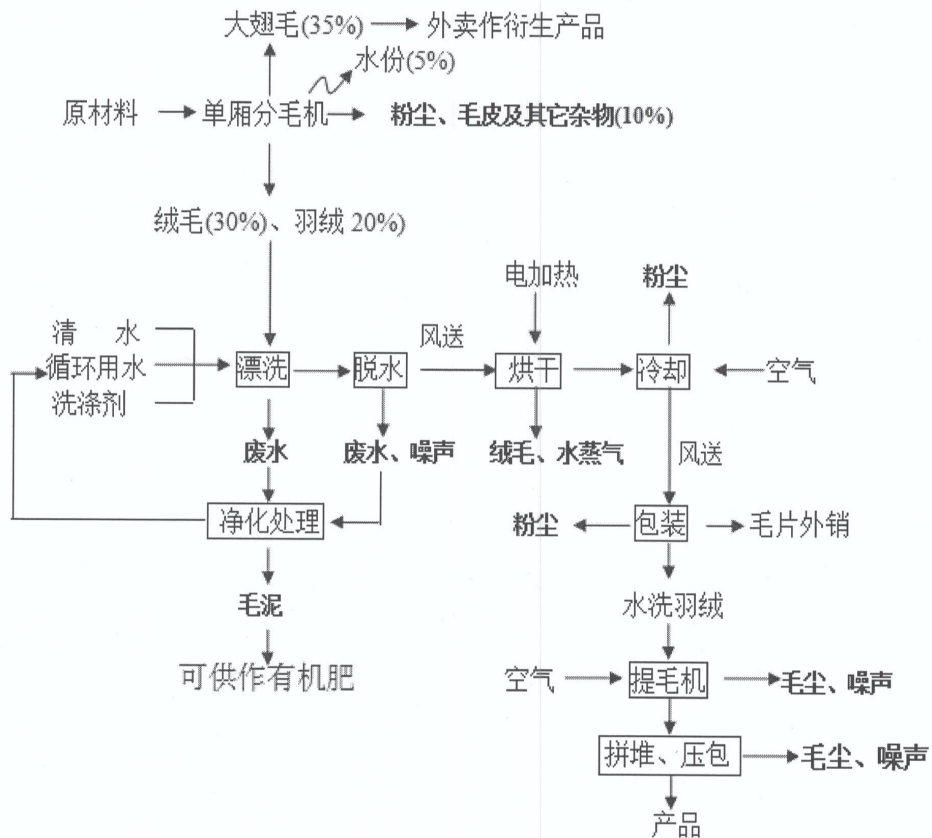 大翅毛(35%) 外卖作衍生产品
水份(5%)
原材料 单厢分毛机 粉尘、毛皮及其它杂物(10%)
绒毛(30%)、羽绒 20%)
电加热 粉尘
清 水 风送
循环用水 漂洗 脱水 烘干 冷却 空气
洗涤剂
废水 废水、噪声 绒毛、水蒸气 风送
净化处理 粉尘 包装 毛片外销
毛泥 水洗羽绒
可供作有机肥 空气 提毛机 毛尘、噪声
拼堆、压包 毛尘、噪声
产品